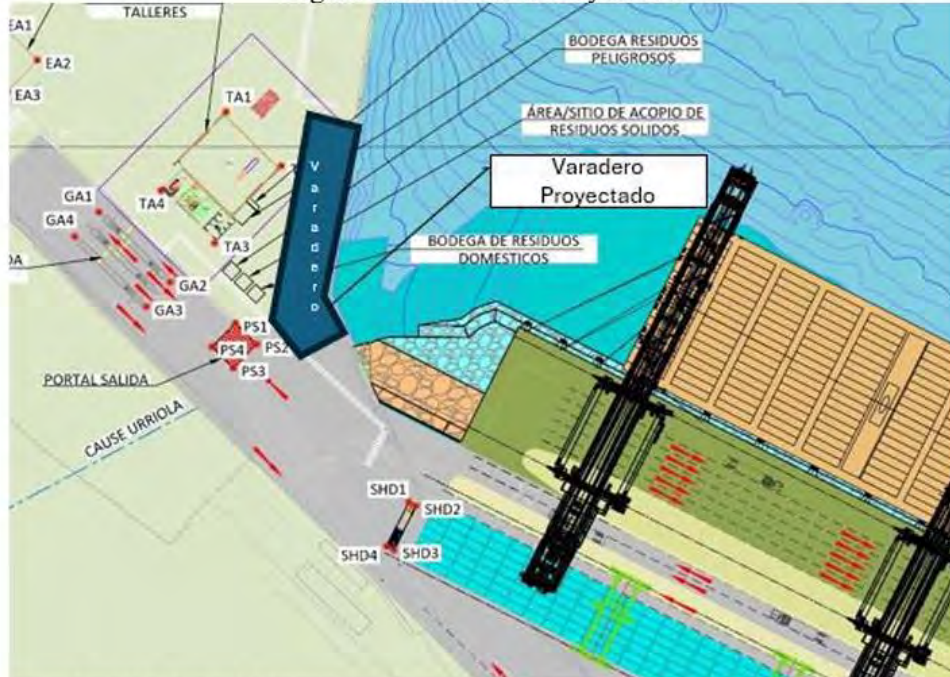 TALLERES
EA1
EA2
EA3
BODEGA RESIDUOS
PELIGROSOS
TA1
ÁREA/SITIO DE ACOPIO DE
RESIDUOS SOLIDOS
Varadero
Varadero
Proyectado
TA4
GA1
GA4
TA3
BODEGA DE RESIDUOS
DOMESTICOS
GA2
GA3
PS1
PS4
PS2
PS3
PORTAL SALIDA
CAUSE URRIOLA
SHD1
SHD2
SHD4
SHD3